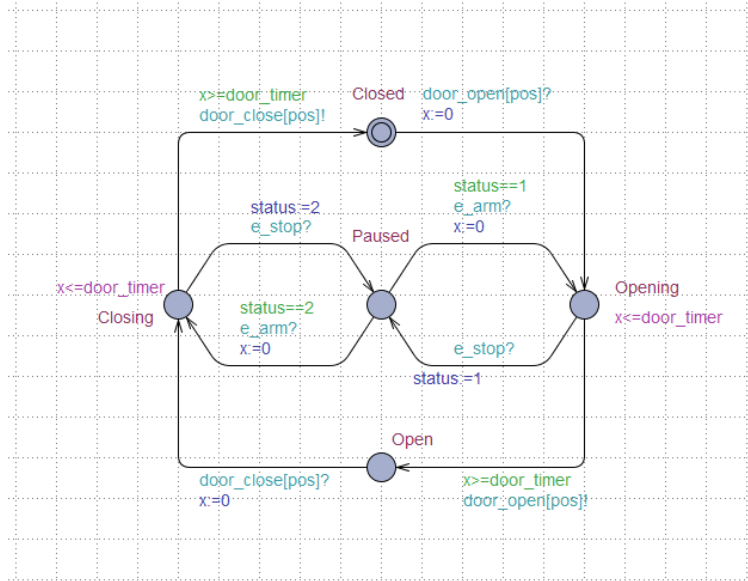 x>=door_timer
door_close[pos]!
Closed
door_open[pos]?
x:=0
status:=2
e_stop?
Paused
status==1
e_arm?
x:=0
x<=door_timer
Closing
status==2
e_arm?
x:=0
Opening
x<=door_timer
e_stop?
status:=1
Open
door_close[pos]?
x:=0
x>=door_timer
door_open[pos]!